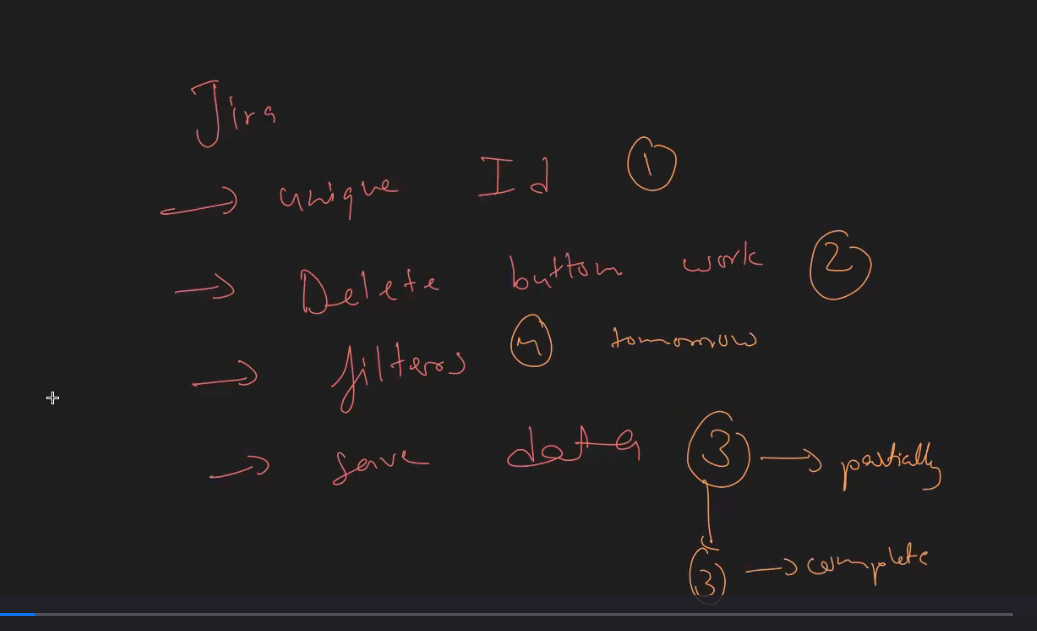 Jira
→ unique Id ①
→ Delete button work ②
→ filters ④ tomorrow
→ save data ③ → partially
③ → complete